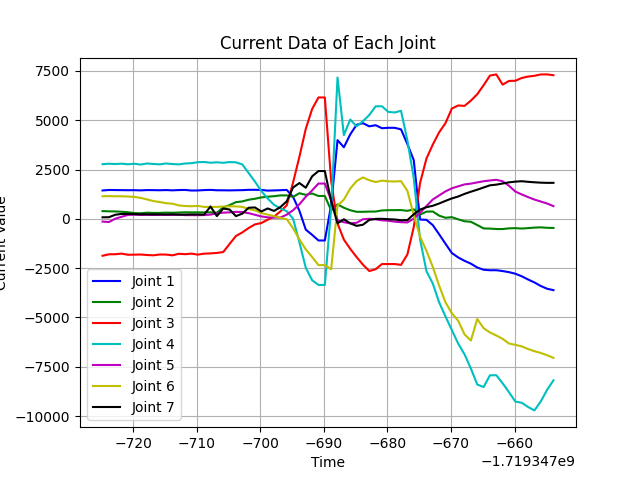 Current Data of Each Joint
Current Value
7500
5000
2500
0
−2500
−5000
−7500
−10000
Joint 1
Joint 2
Joint 3
Joint 4
Joint 5
Joint 6
Joint 7
−720 −710 −700 −690 −680 −670 −660
Time
−1.719347e9